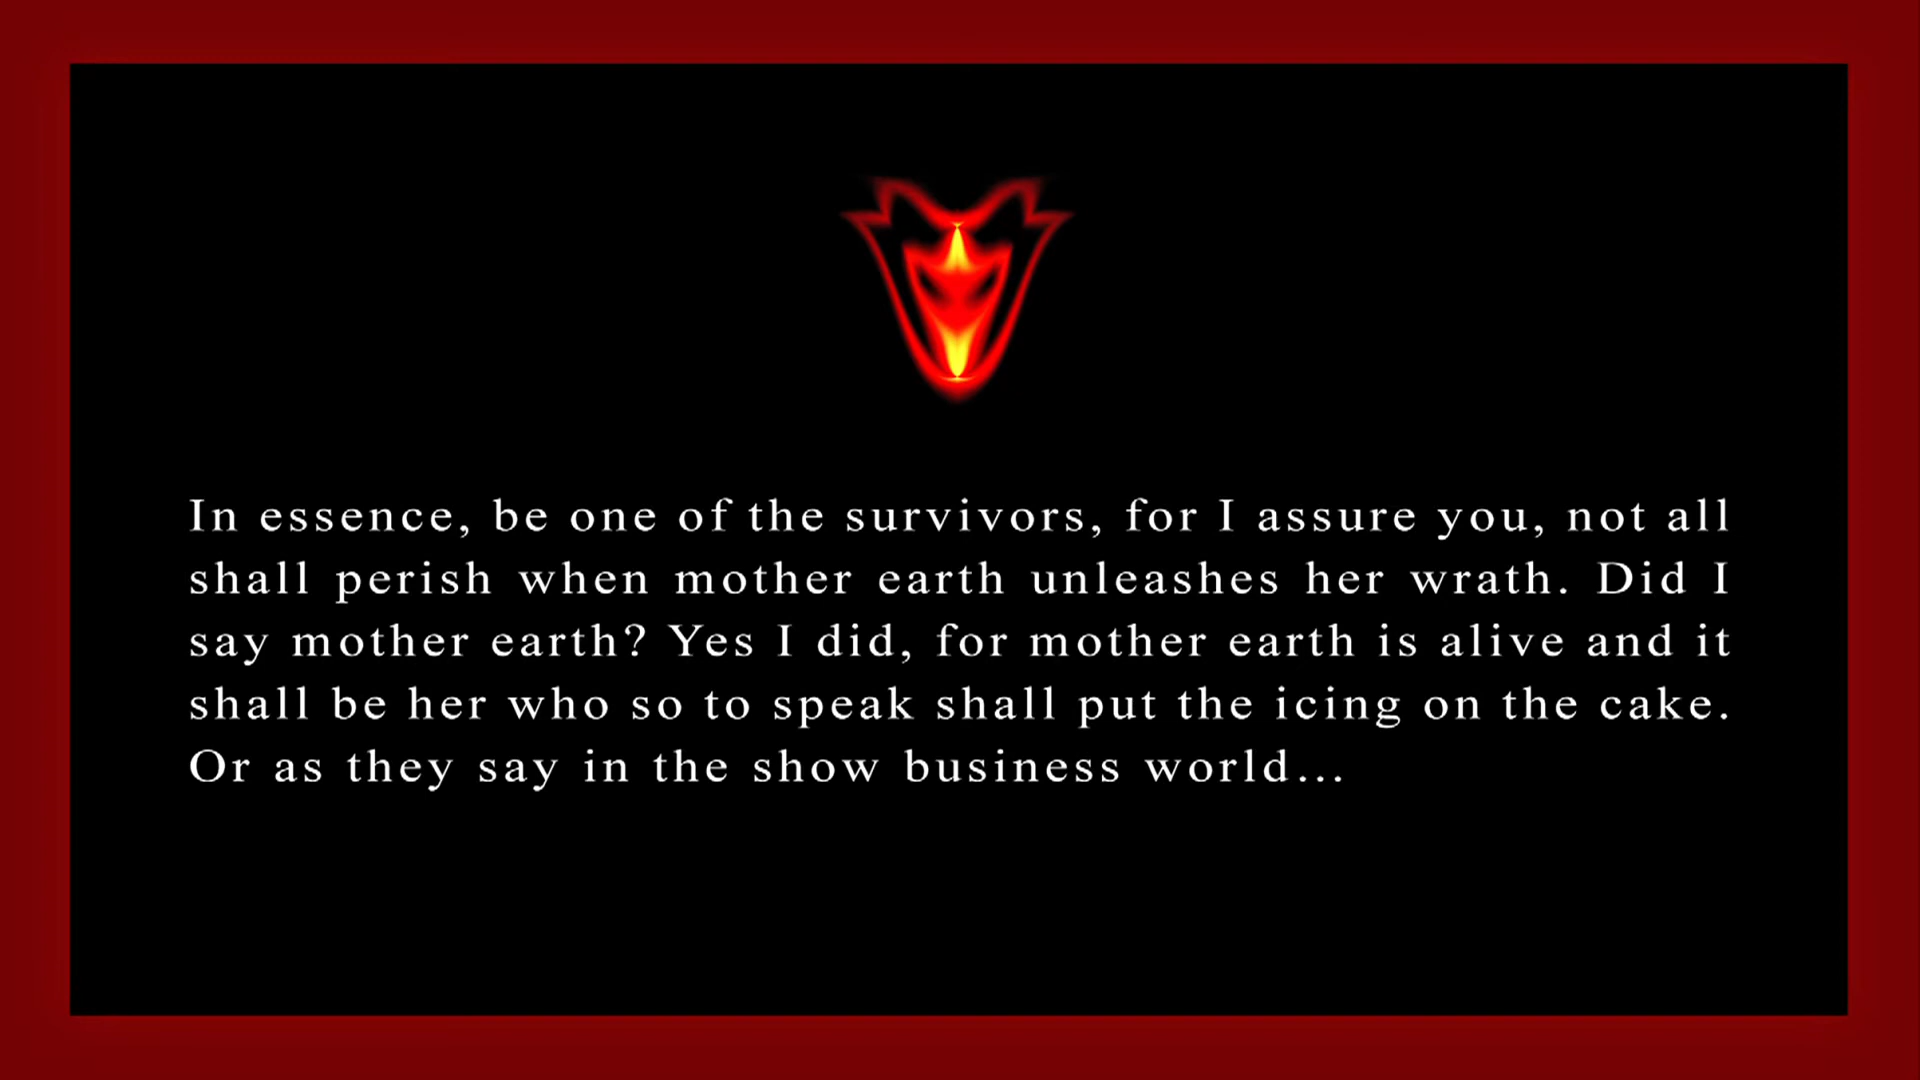 In essence, be one of the survivors, for I assure you, not all
shall perish when mother earth unleashes her wrath. Did I
say mother earth? Yes I did, for mother earth is alive and it
shall be her who so to speak shall put the icing on the cake.
Or as they say in the show business world...